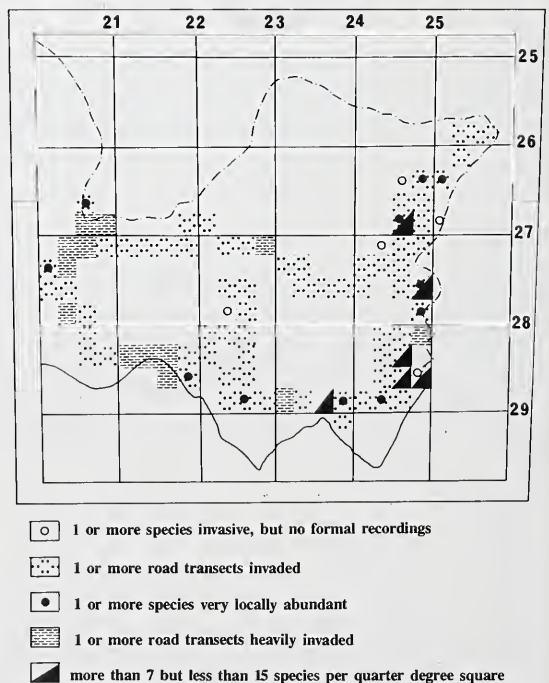 21 22 23 24 25
25
26
27
28
29
1 or more species invasive, but no formal recordings
1 or more road transects invaded
1 or more species very locally abundant
1 or more road transects heavily invaded
more than 7 but less than 15 species per quarter degree square